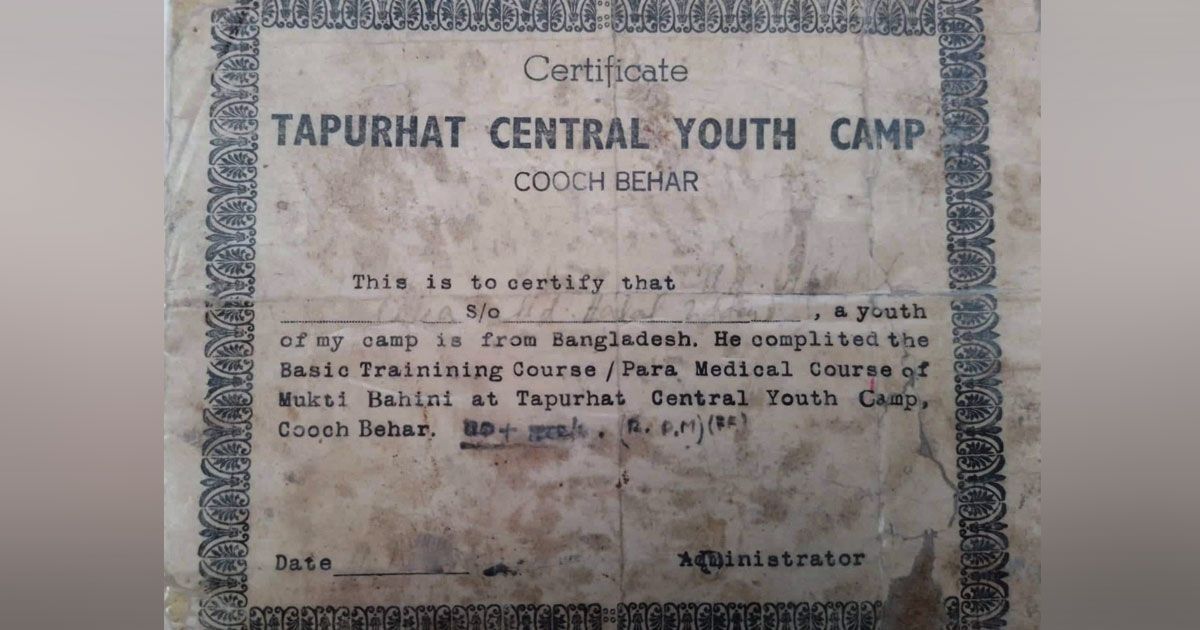 Certificate
TAPURHAT CENTRAL YOUTH CAMP
COOCH BEHAR
This is to certify that Md.
S/o , a youth
of my camp is from Bangladesh. He complited the
Basic Trainining Course / Para Medical Course of
Mukti Bahini at Tapurhat Central Youth Camp,
Cooch Behar. (R. P.M) (FF)
Date Administrator